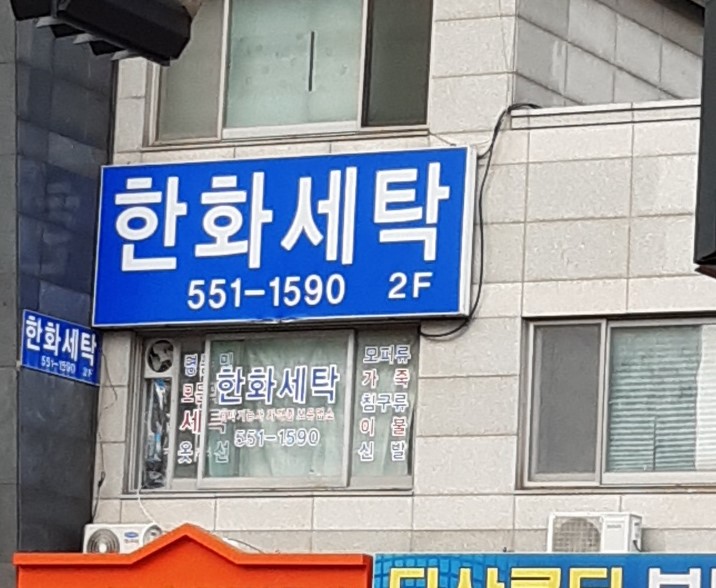 한화세탁
551-1590 2F
한화세탁
551-1590 2F
한화세탁
551-1590
모피류
가죽
침구류
이불
신발